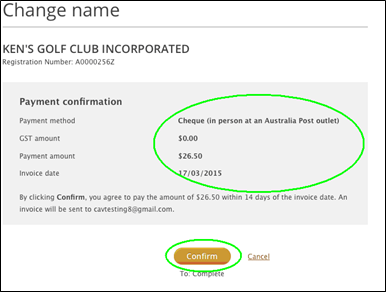 Change name
KEN'S GOLF CLUB INCORPORATED
Registration Number: A0000256Z
Payment confirmation
Payment method Cheque (in person at an Australia Post outlet)
GST amount $0.00
Payment amount $26.50
Invoice date 17/03/2015
By clicking Confirm, you agree to pay the amount of $26.50 within 14 days of the invoice date. An
invoice will be sent to cavtesting8@gmail.com.
Confirm Cancel
To: Complete